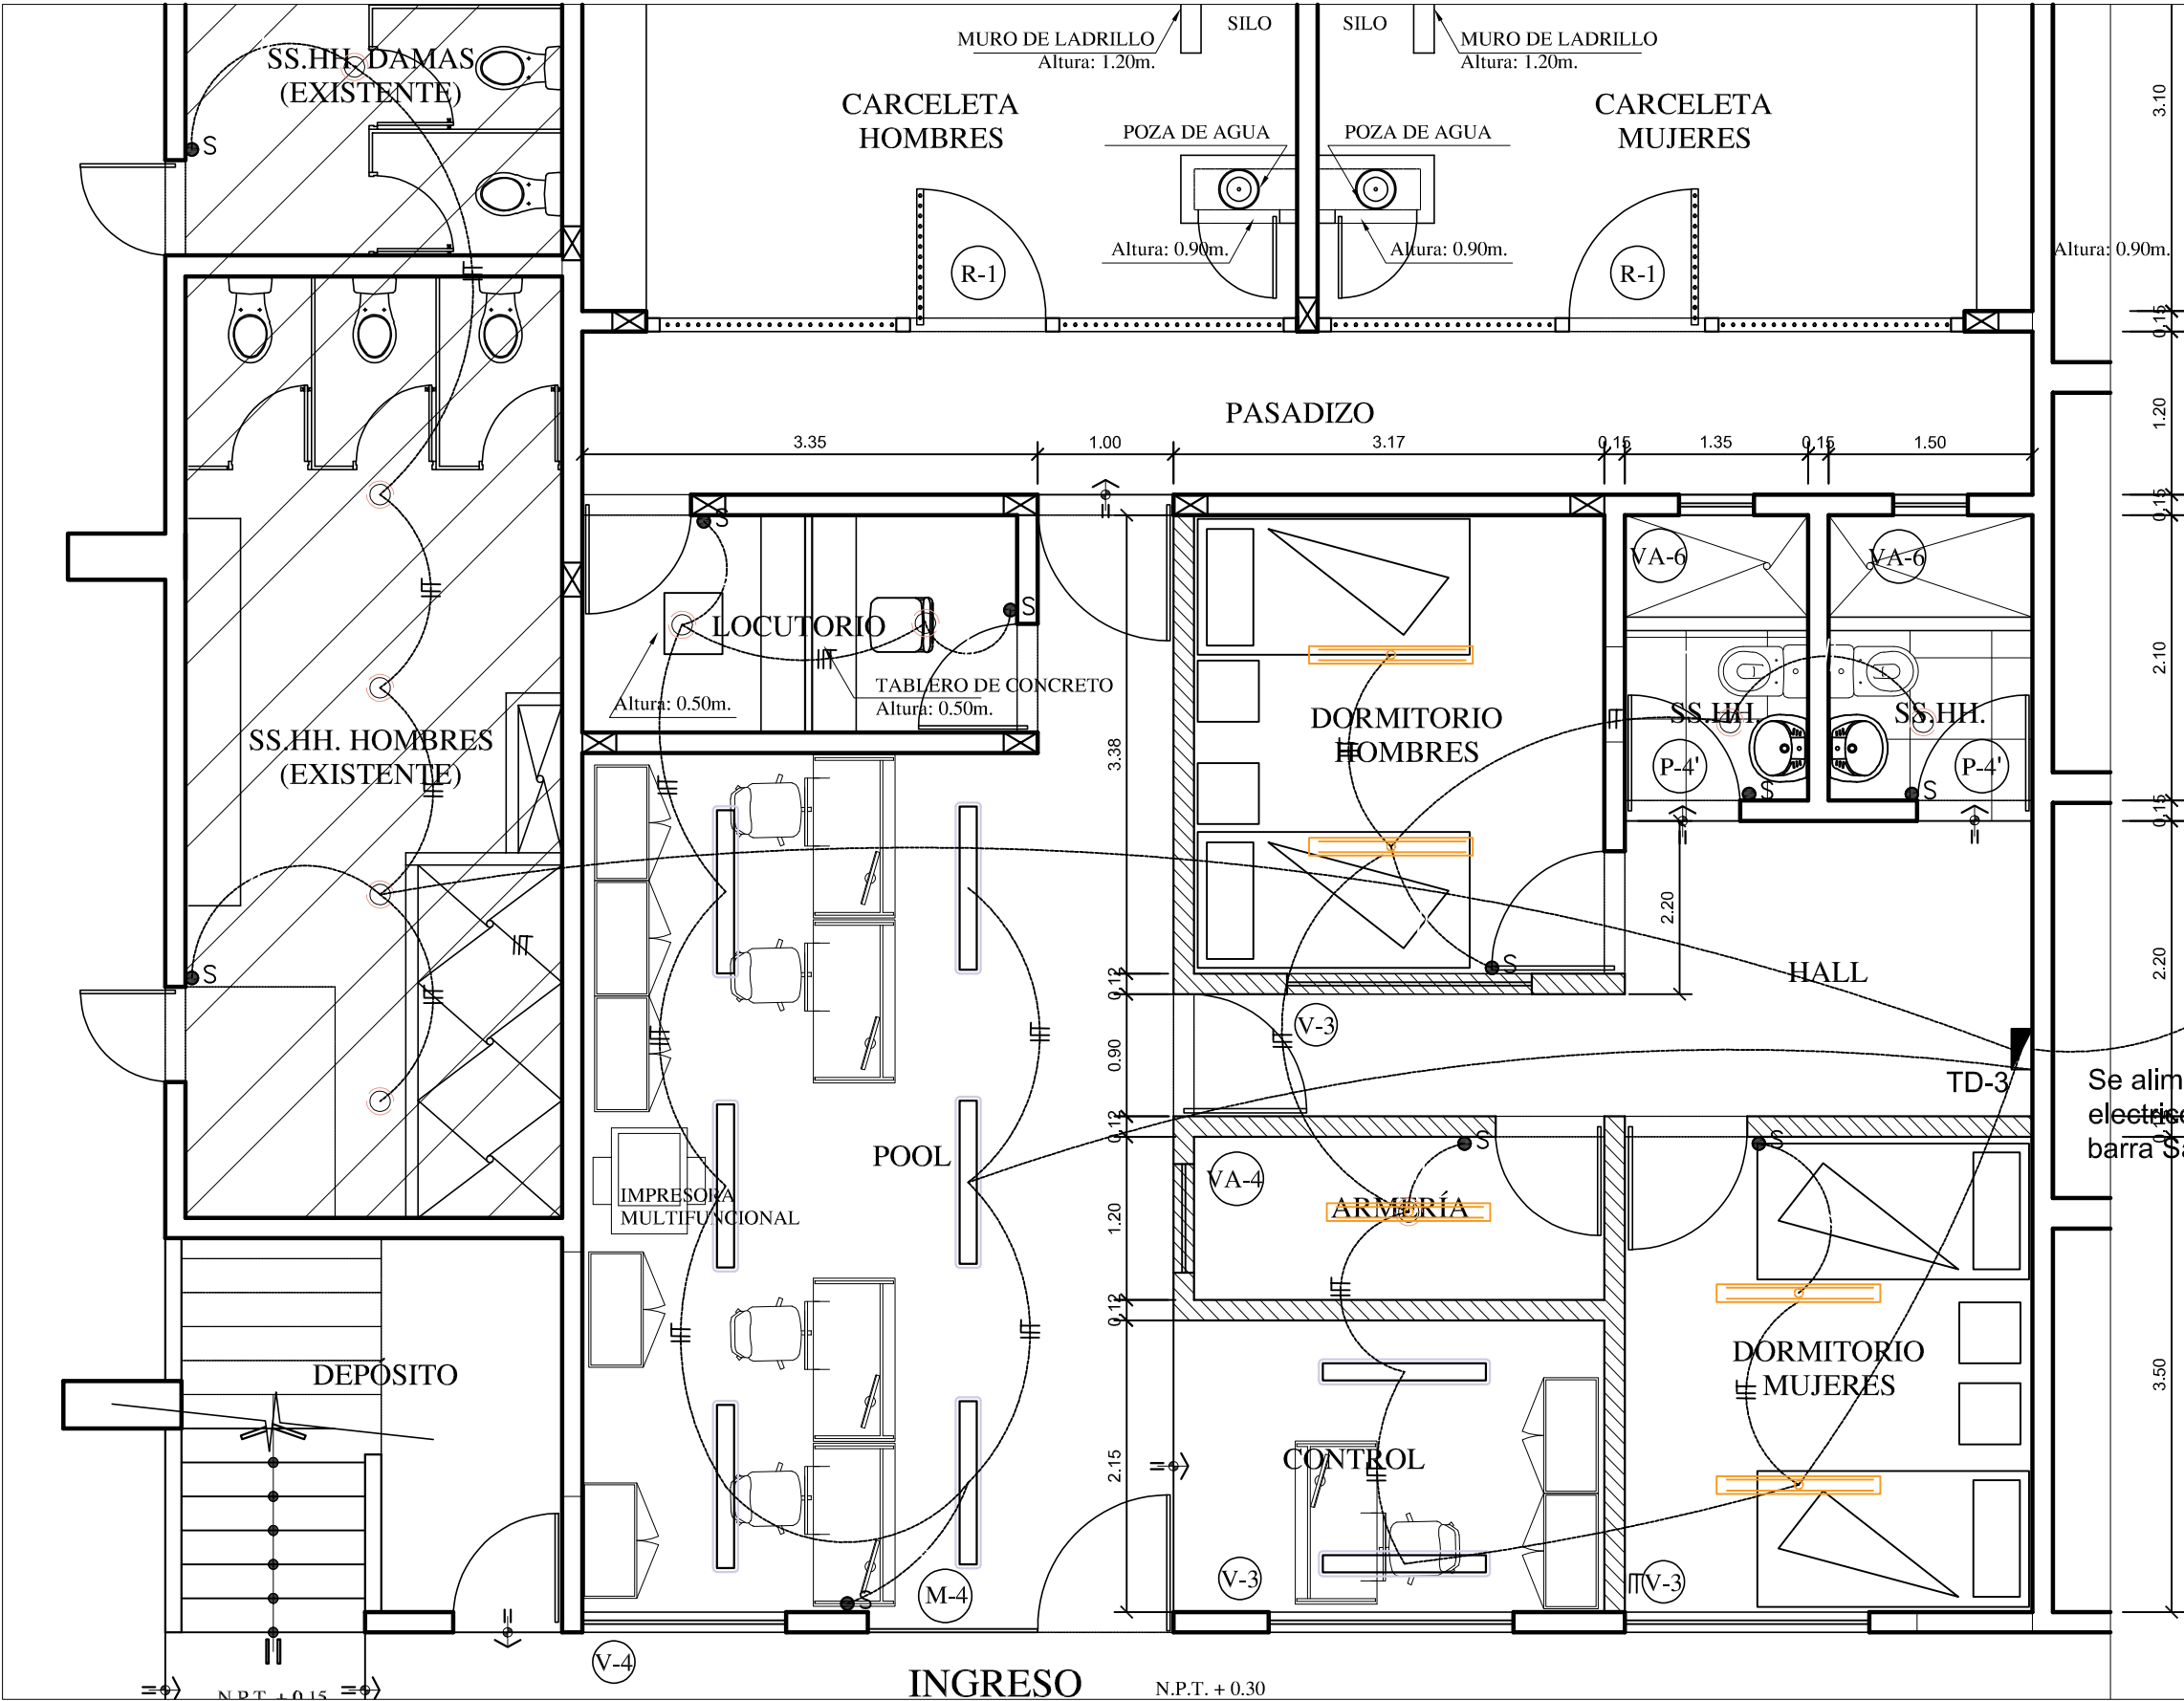 MURO DE LADRILLO
Altura: 1.20m.
SILO
SILO
MURO DE LADRILLO
Altura: 1.20m.
SS.HH. DAMAS
(EXISTENTE)
S
CARCELETA
HOMBRES
POZA DE AGUA
POZA DE AGUA
CARCELETA
MUJERES
3.10
Altura: 0.90m.
Altura: 0.90m.
Altura: 0.90m.
R-1
R-1
0.15
PASADIZO
1.20
3.35
1.00
3.17
0.15
1.35
0.15
1.50
0.15
S
VA-6
VA-6
S
LOCUTORIO
TABLERO DE CONCRETO
Altura: 0.50m.
Altura: 0.50m.
2.10
SS.HH. HOMBRES
(EXISTENTE)
DORMITORIO
HOMBRES
SS.HH.
SS.HH.
3.38
P-4'
P-4'
S
S
0.15
2.20
S
S
HALL
2.20
0.12
V-3
0.90
TD-3
Se alim
electric
barra Sa
0.12
0.15
S
S
POOL
VA-4
ARMERÍA
IMPRESORA
MULTIFUNCIONAL
1.20
0.12
DEPÓSITO
DORMITORIO
MUJERES
3.50
CONTROL
2.15
V-3
V-3
M-4
S
V-4
INGRESO
N.P.T. + 0.30
N.P.T. + 0.15